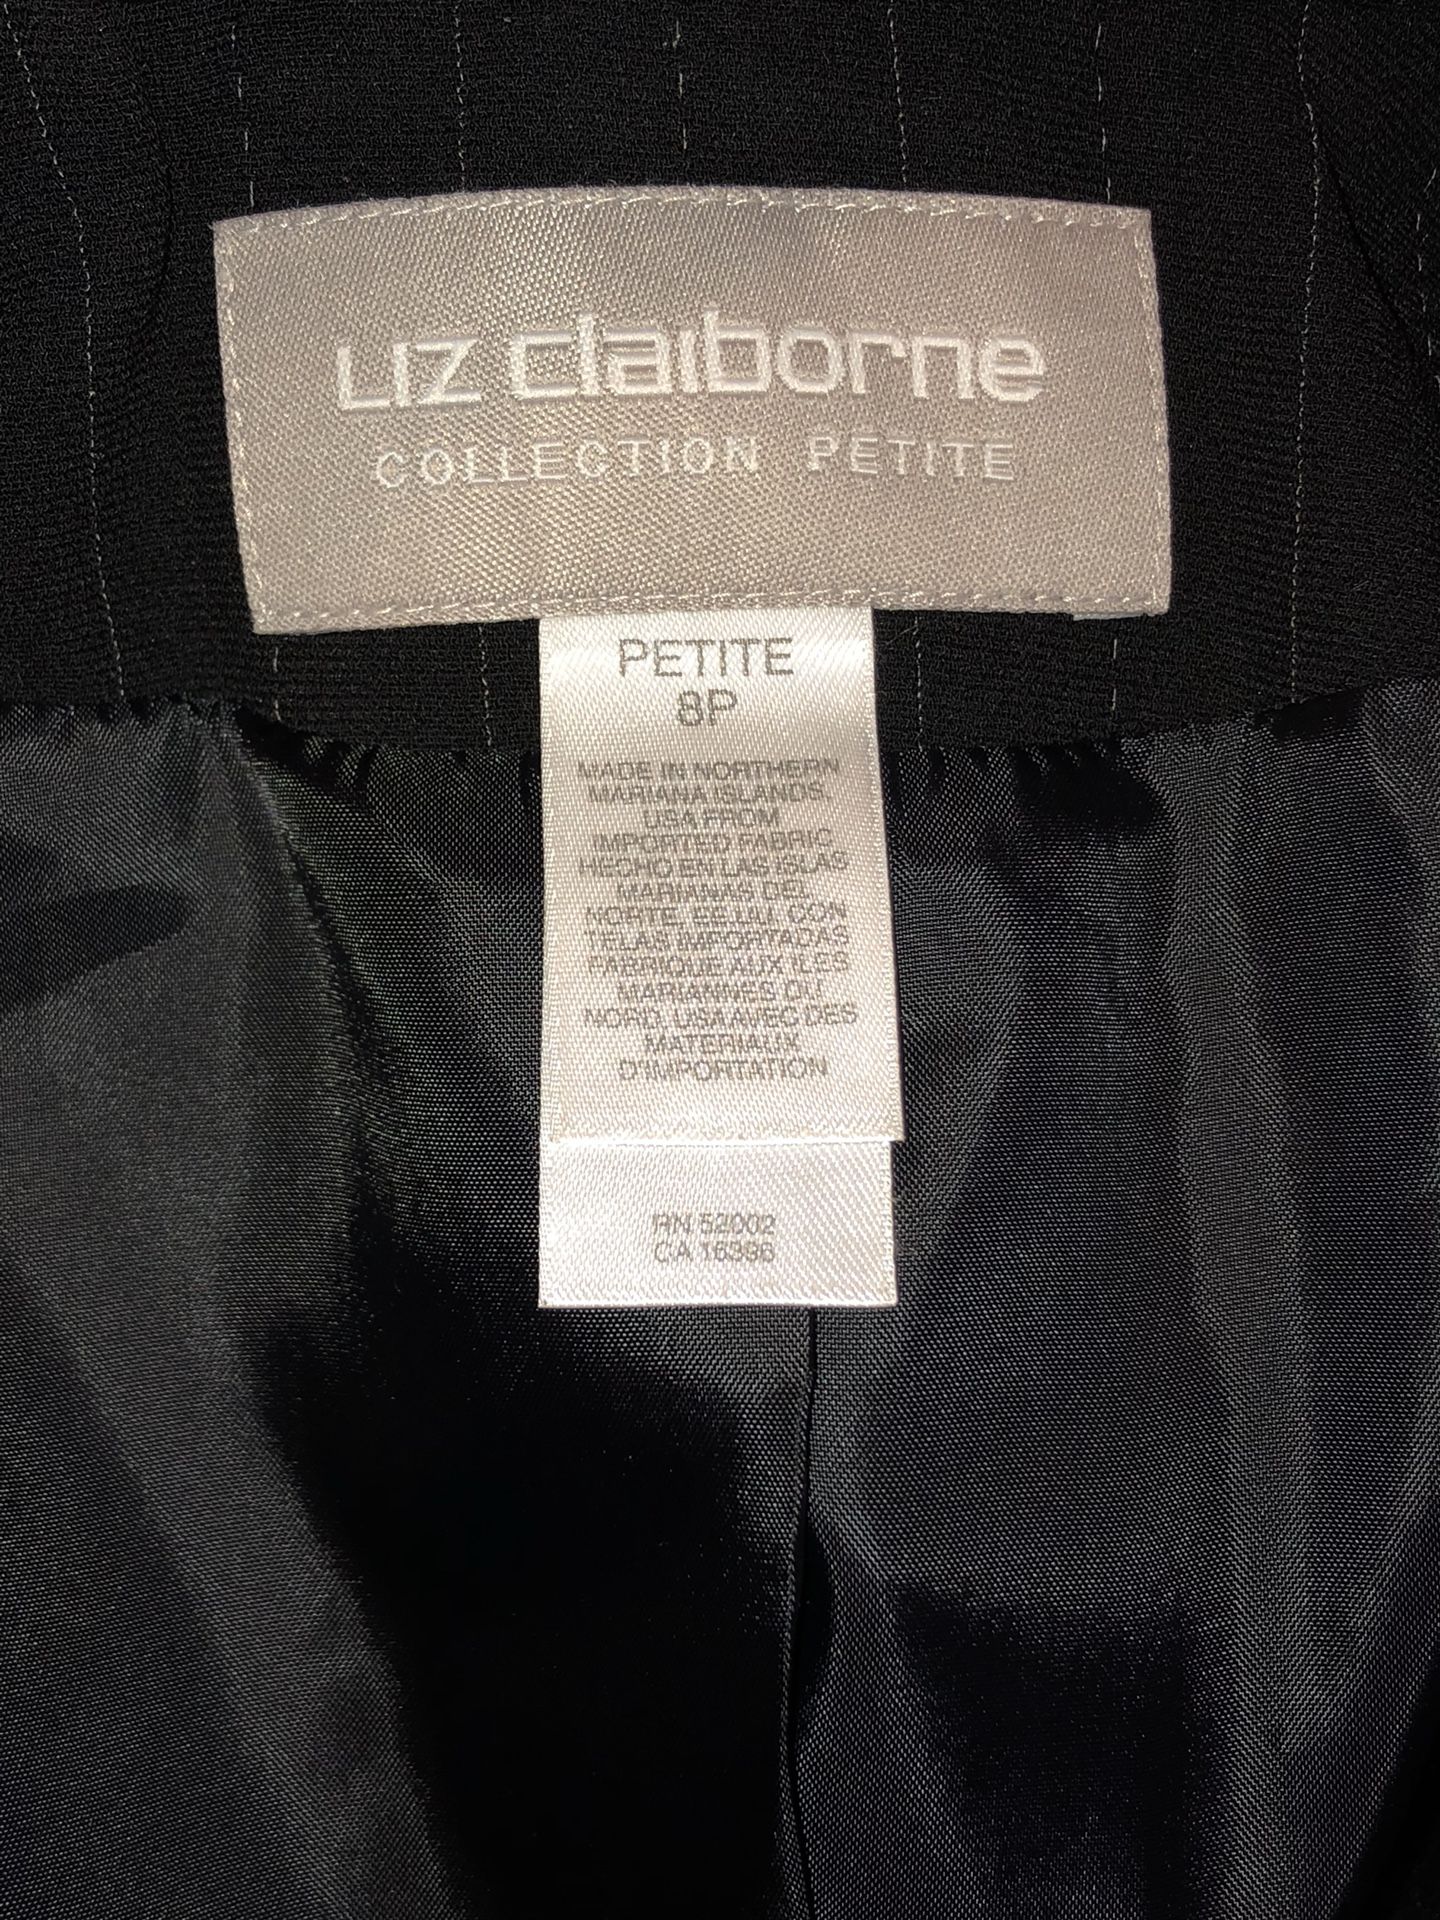 Liz claiborne
COLLECTION PETITE
PETITE
8P
MADE IN NORTHERN
MARIANA ISLANDS,
USA FROM
IMPORTED FABRIC
HECHO EN LAS ISLAS
MARIANAS DEL
NORTE, EE.UU. CON
TELAS IMPORTADAS
FABRIQUE AUX ILES
MARIANNES DU
NORD, USA AVEC DES
MATERIAUX
D'IMPORTATION
RN 52002
CA 16396